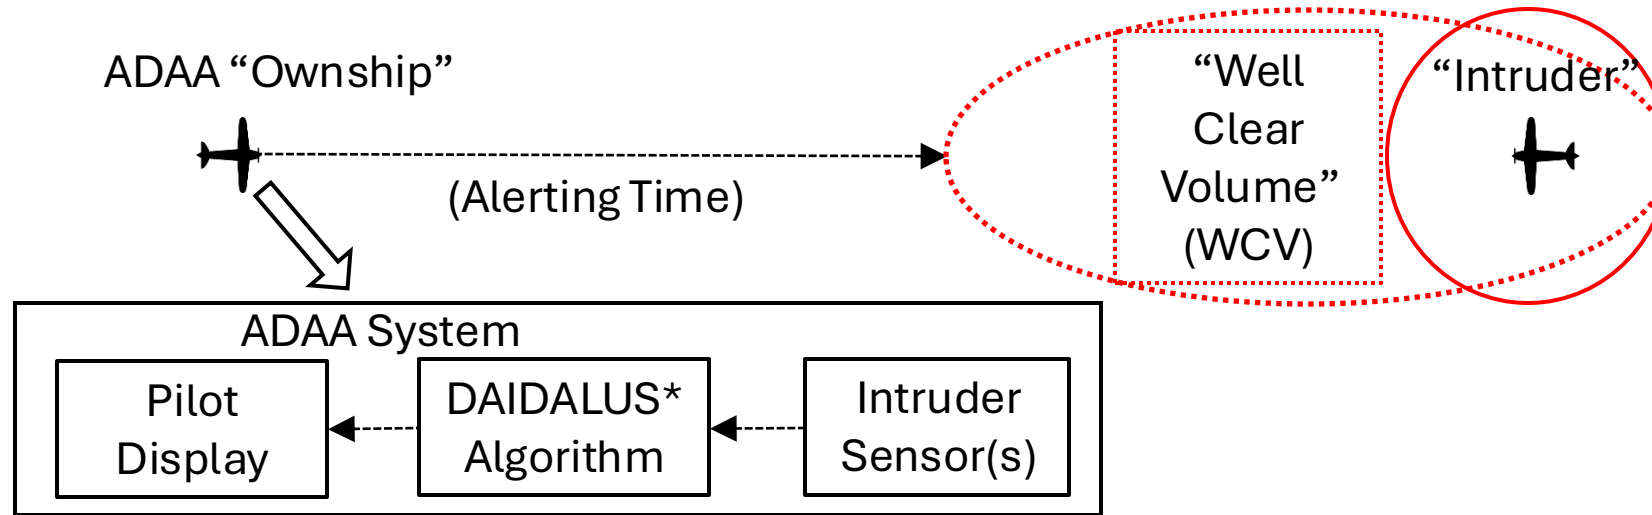 ADAA “Ownship”
(Alerting Time)
“Well
Clear
Volume”
(WCV)
“Intruder”
ADAA System
Pilot
Display
DAIDALUS*
Algorithm
Intruder
Sensor(s)